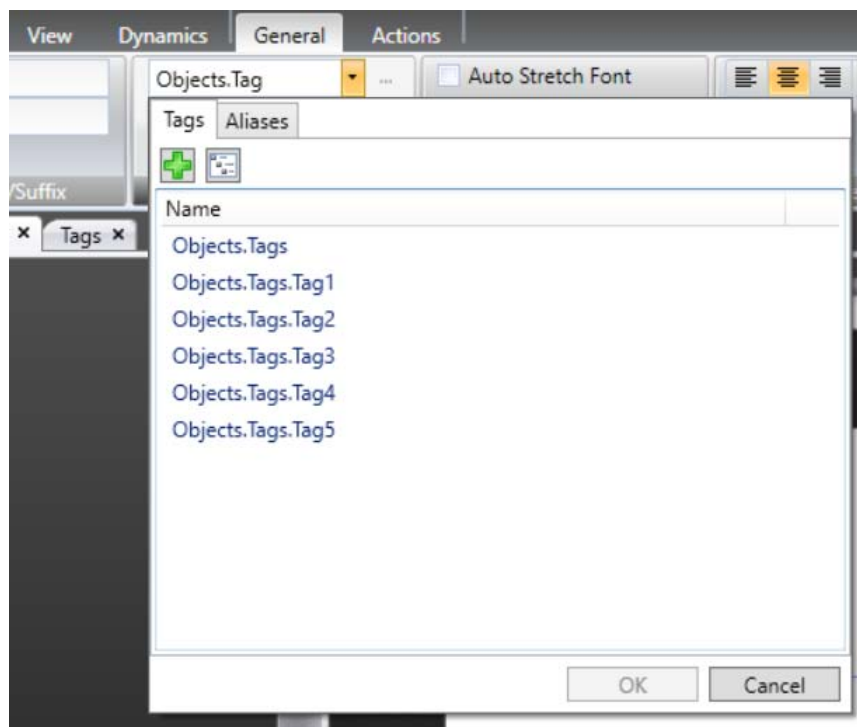 View Dynamics General Actions
Objects.Tag ... Auto Stretch Font
Tags Aliases
/Suffix
Name
Tags
Objects.Tags
Objects.Tags.Tag1
Objects.Tags.Tag2
Objects.Tags.Tag3
Objects.Tags.Tag4
Objects.Tags.Tag5
OK Cancel